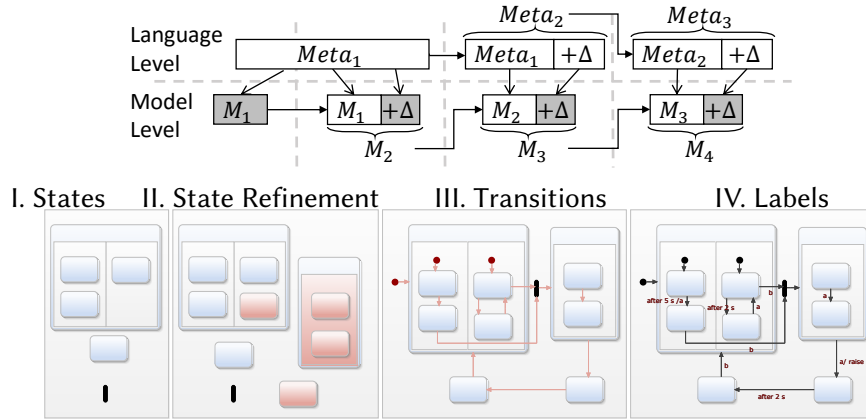 Language Level
Meta₁
Meta₂
Meta₁ +Δ
Meta₃
Meta₂ +Δ
Model Level
M₁
M₁ +Δ
M₂
M₂ +Δ
M₃
M₃ +Δ
M₄
I. States
II. State Refinement
III. Transitions
IV. Labels
after 5 s /a
after 2 s
a
b
b
a
a/ raise
b
after 2 s